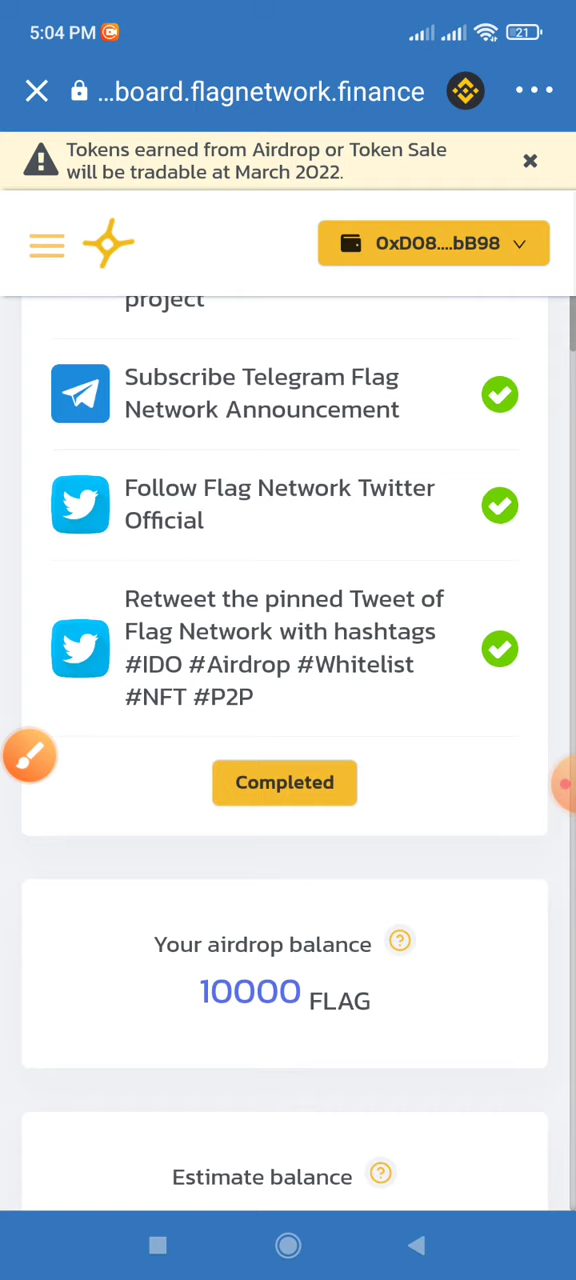 5:04 PM
21
...board.flagnetwork.finance
Tokens earned from Airdrop or Token Sale
will be tradable at March 2022.
0xD08....bB98
project
Subscribe Telegram Flag
Network Announcement
Follow Flag Network Twitter
Official
Retweet the pinned Tweet of
Flag Network with hashtags
#IDO #Airdrop #Whitelist
#NFT #P2P
Completed
Your airdrop balance ?
10000 FLAG
Estimate balance ?